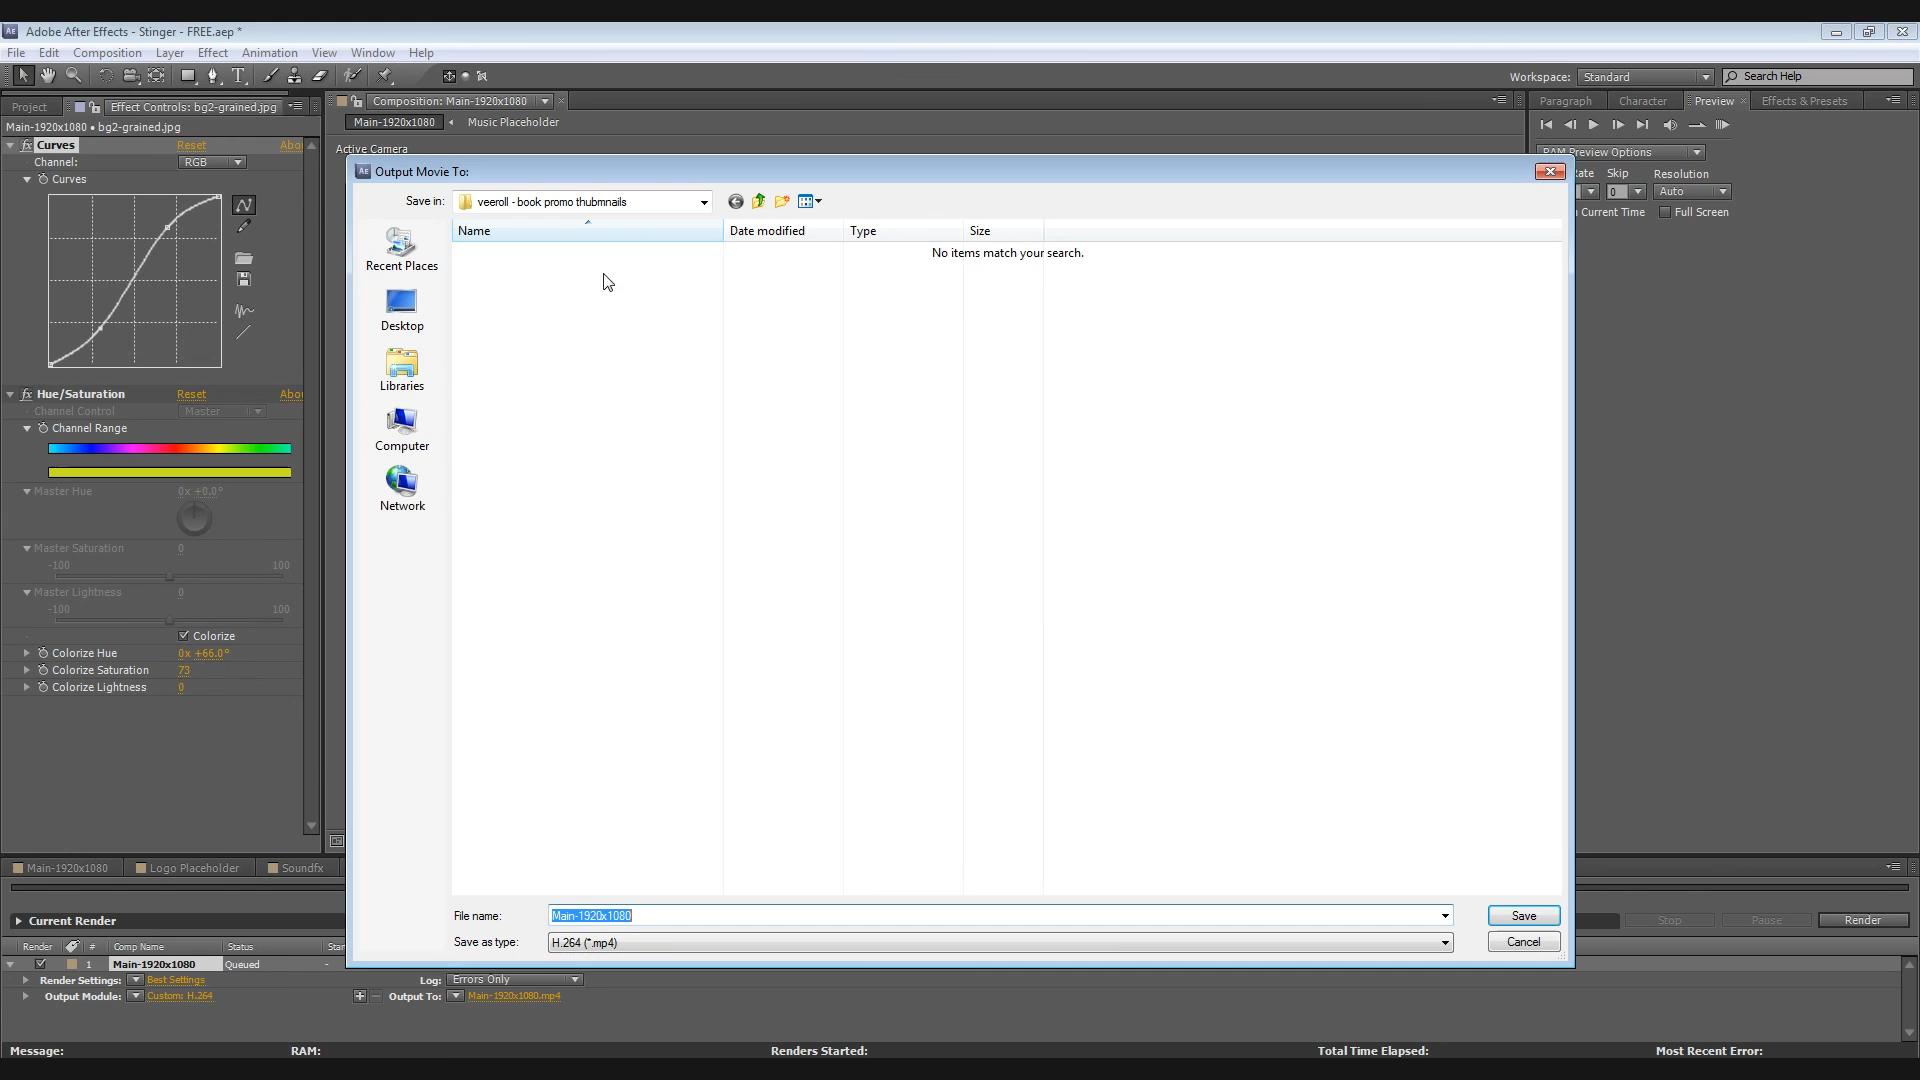 Adobe After Effects - Stinger - FREE.aep *
File Edit Composition Layer Effect Animation View Window Help
Workspace: Standard Search Help
Project Effect Controls: bg2-grained.jpg
Composition: Main-1920x1080
Paragraph Character Preview Effects & Presets
Main-1920x1080 • bg2-grained.jpg
Main-1920x1080 Music Placeholder
Active Camera
fx Curves Reset Abou
Channel: RGB
Curves
Hue/Saturation Reset Abou
Channel Control Master
Channel Range
Master Hue 0x +0.0°
Master Saturation 0
-100 100
Master Lightness 0
-100 100
Colorize
Colorize Hue 0x +66.0°
Colorize Saturation 73
Colorize Lightness 0
RAM Preview Options
Rate Skip Resolution
0 Auto
Current Time Full Screen
Output Movie To:
Save in: veeroll - book promo thubmnails
Name Date modified Type Size
No items match your search.
Recent Places
Desktop
Libraries
Computer
Network
File name: Main-1920x1080 Save
Save as type: H.264 (*.mp4) Cancel
Main-1920x1080 Logo Placeholder Soundfx
Current Render Stop Pause Render
Render # Comp Name Status Start
1 Main-1920x1080 Queued -
Render Settings: Best Settings Log: Errors Only
Output Module: Custom: H.264 Output To: Main-1920x1080.mp4
Message: RAM: Renders Started: Total Time Elapsed: Most Recent Error: